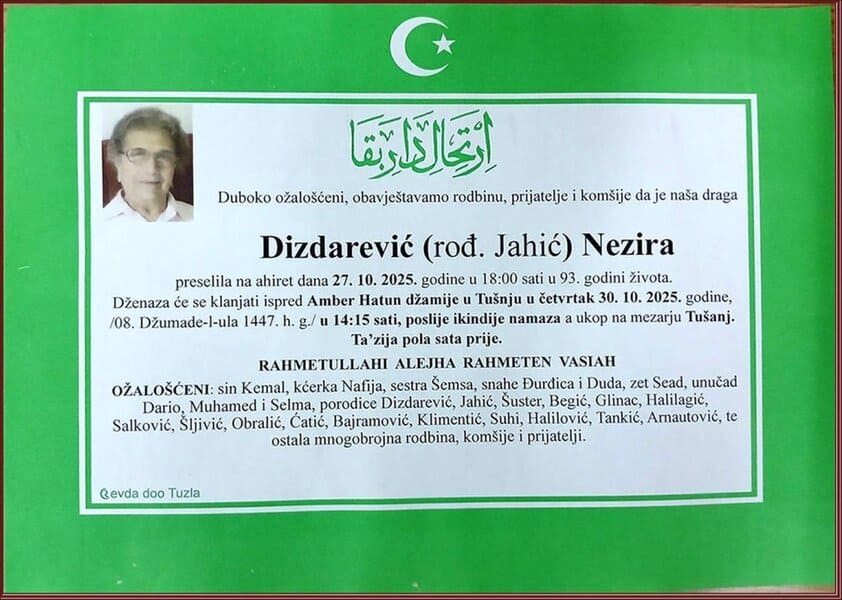 ارتحال دار بقا
Duboko ožalošćeni, obavještavamo rodbinu, prijatelje i komšije da je naša draga
Dizdarević (rođ. Jahić) Nezira
preselila na ahiret dana 27. 10. 2025. godine u 18:00 sati u 93. godini života.
Dženaza će se klanjati ispred Amber Hatun džamije u Tušnju u četvrtak 30. 10. 2025. godine,
/08. Džumade-l-ula 1447. h. g./ u 14:15 sati, poslije ikindije namaza a ukop na mezarju Tušanj.
Ta’zija pola sata prije.
RAHMETULLAHI ALEJHA RAHMETEN VASIAH
OŽALOŠĆENI: sin Kemal, kćerka Nafija, sestra Šemsa, snahe Đurđica i Duda, zet Sead, unučad
Dario, Muhamed i Selma, porodice Dizdarević, Jahić, Šuster, Begić, Glinac, Halilagić,
Salković, Šljivić, Obralić, Ćatić, Bajramović, Klimentić, Suhi, Halilović, Tankić, Arnautović, te
ostala mnogobrojna rodbina, komšije i prijatelji.
Cevda doo Tuzla